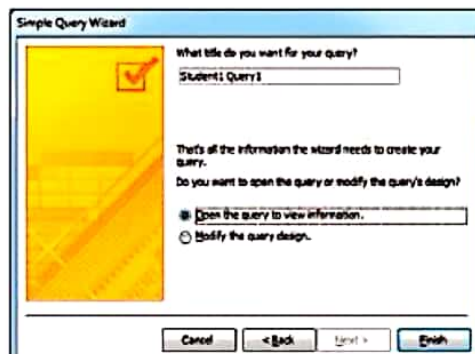 Simple Query Wizard
What title do you want for your query?
Student1 Query1
That's all the information the wizard needs to create your
query.
Do you want to open the query or modify the query's design?
Open the query to view information.
Modify the query design.
Cancel
< Back
Next >
Finish